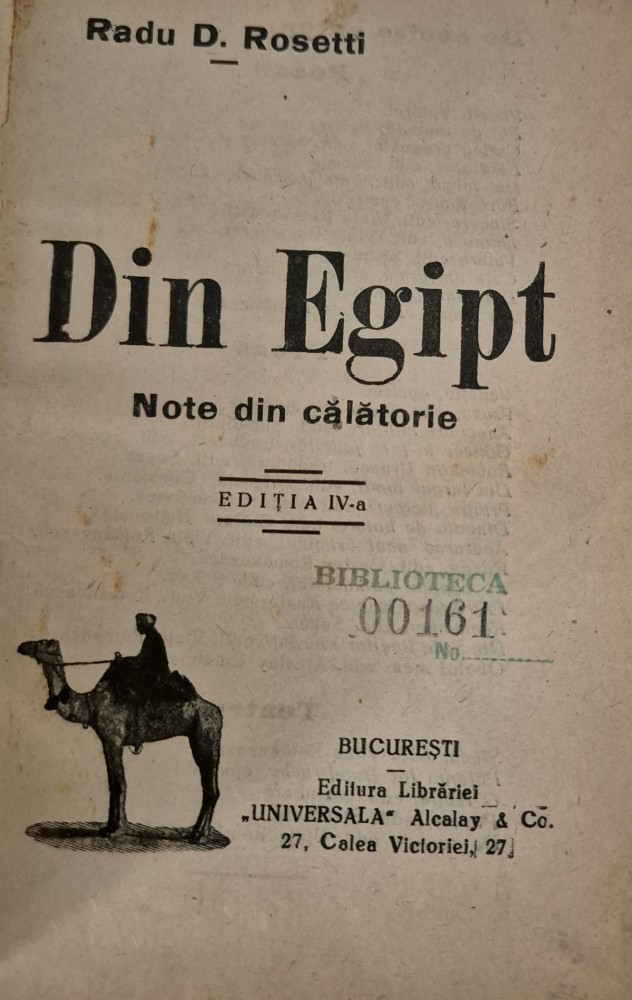 Radu D. Rosetti
Din Egipt
Note din călătorie
EDIȚIA IV-a
BIBLIOTECA
00161
No.
BUCUREȘTI
Editura Librăriei
„UNIVERSALA“ Alcalay & Co.
27, Calea Victoriei, 27